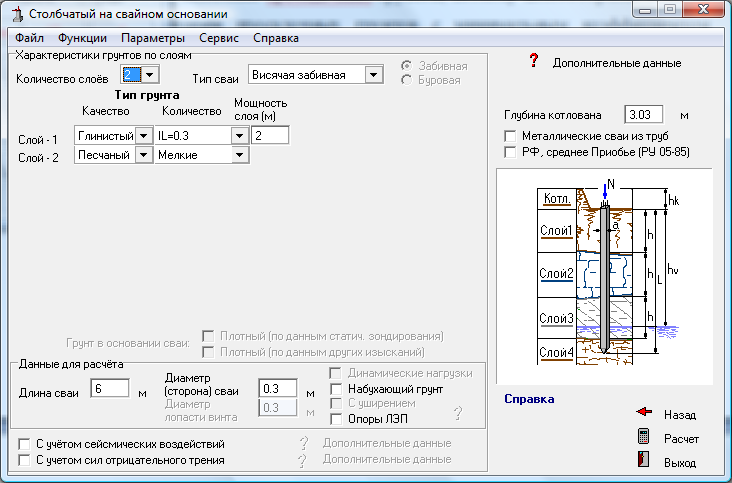 Столбчатый на свайном основании
Файл Функции Параметры Сервис Справка
Характеристики грунтов по слоям
Количество слоёв 2 Тип сваи Висячая забивная Забивная
Буровая
Тип грунта
Качество Количество Мощность слоя (м)
Слой - 1 Глинистый IL=0.3 2
Слой - 2 Песчаный Мелкие
Грунт в основании сваи: Плотный (по данным статич. зондирования)
Плотный (по данным других изысканий)
Данные для расчёта
Длина сваи 6 м
Диаметр (сторона) сваи 0.3 м
Диаметр лопасти винта 0.3 м
Динамические нагрузки
Набухающий грунт
С уширением
Опоры ЛЭП ?
С учётом сейсмических воздействий ? Дополнительные данные
С учетом сил отрицательного трения ? Дополнительные данные
? Дополнительные данные
Глубина котлована 3.03 м
Металлические сваи из труб
РФ, среднее Приобье (РУ 05-85)
N
Котл. hk
Слой1 a h
Слой2 h L hv
Слой3 h
Слой4
Справка
Назад
Расчет
Выход